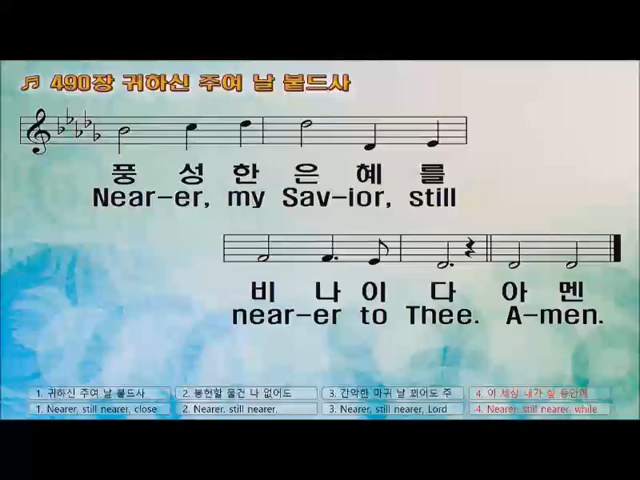 ♬ 490장 귀하신 주여 날 붙드사
풍 성 한 은 혜 를
Near-er, my Sav-ior, still
비 나 이 다 아 멘
near-er to Thee. A-men.
1. 귀하신 주여 날 붙드사
2. 봉헌할 물건 나 없어도
3. 간악한 마귀 날 꾀어도 주
4. 이 세상 내가 살 동안에
1. Nearer, still nearer, close
2. Nearer, still nearer.
3. Nearer, still nearer, Lord
4. Nearer, still nearer, while